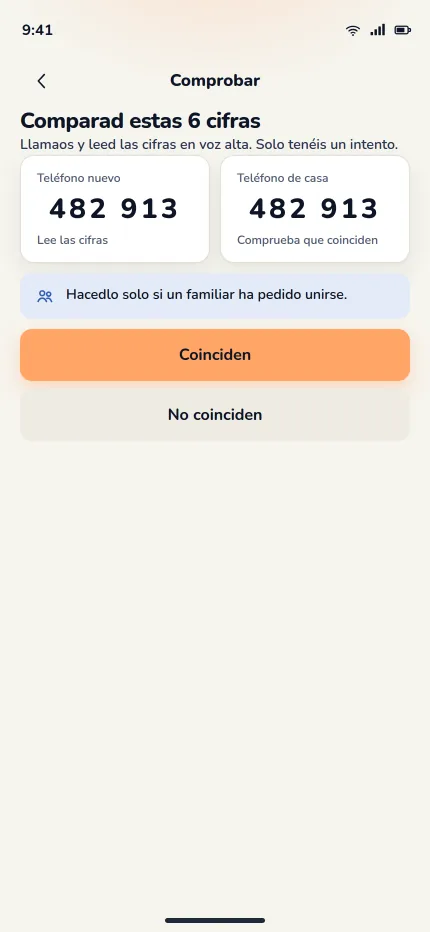 9:41
Comprobar
Comparad estas 6 cifras
Llamaos y leed las cifras en voz alta. Solo tenéis un intento.
Teléfono nuevo
482 913
Lee las cifras
Teléfono de casa
482 913
Comprueba que coinciden
Hacedlo solo si un familiar ha pedido unirse.
Coinciden
No coinciden